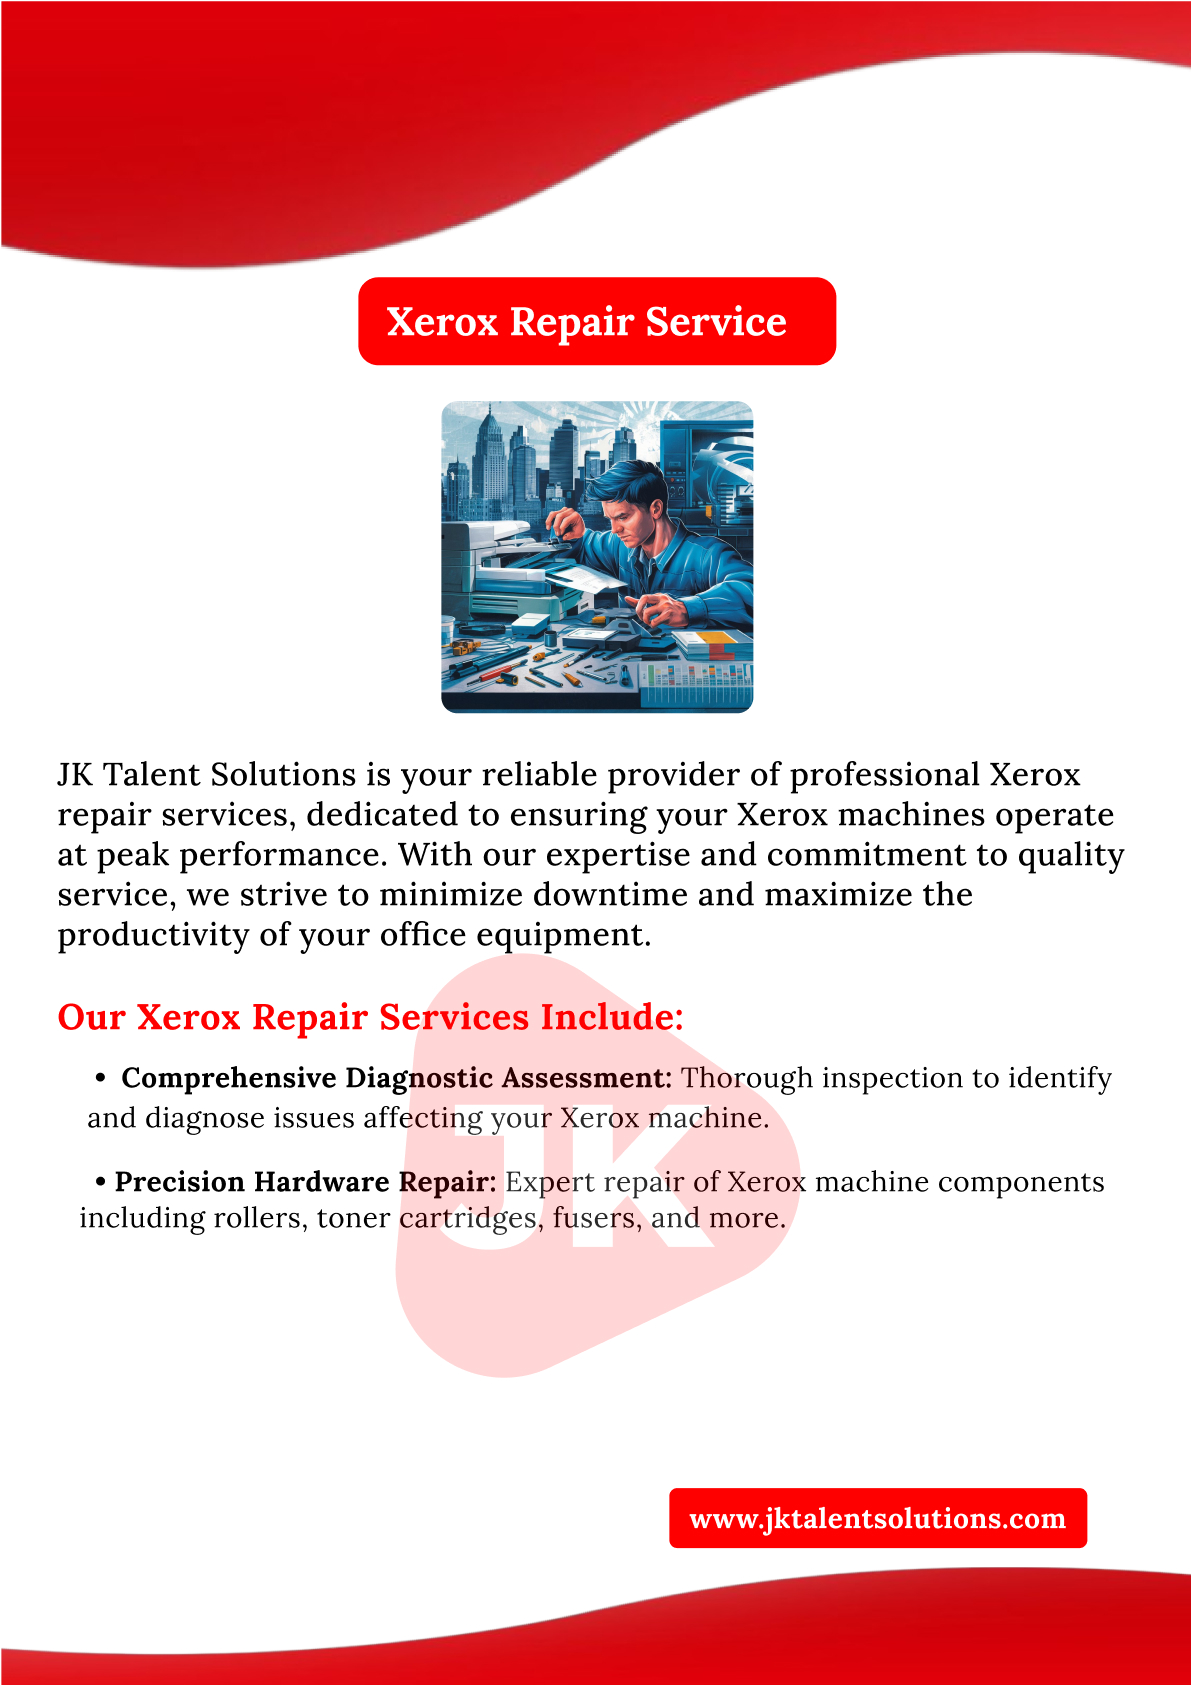 Xerox Repair Service
JK Talent Solutions is your reliable provider of professional Xerox
repair services, dedicated to ensuring your Xerox machines operate
at peak performance. With our expertise and commitment to quality
service, we strive to minimize downtime and maximize the
productivity of your office equipment.
Our Xerox Repair Services Include:
• Comprehensive Diagnostic Assessment: Thorough inspection to identify
and diagnose issues affecting your Xerox machine.
• Precision Hardware Repair: Expert repair of Xerox machine components
including rollers, toner cartridges, fusers, and more.
JK
www.jktalentsolutions.com